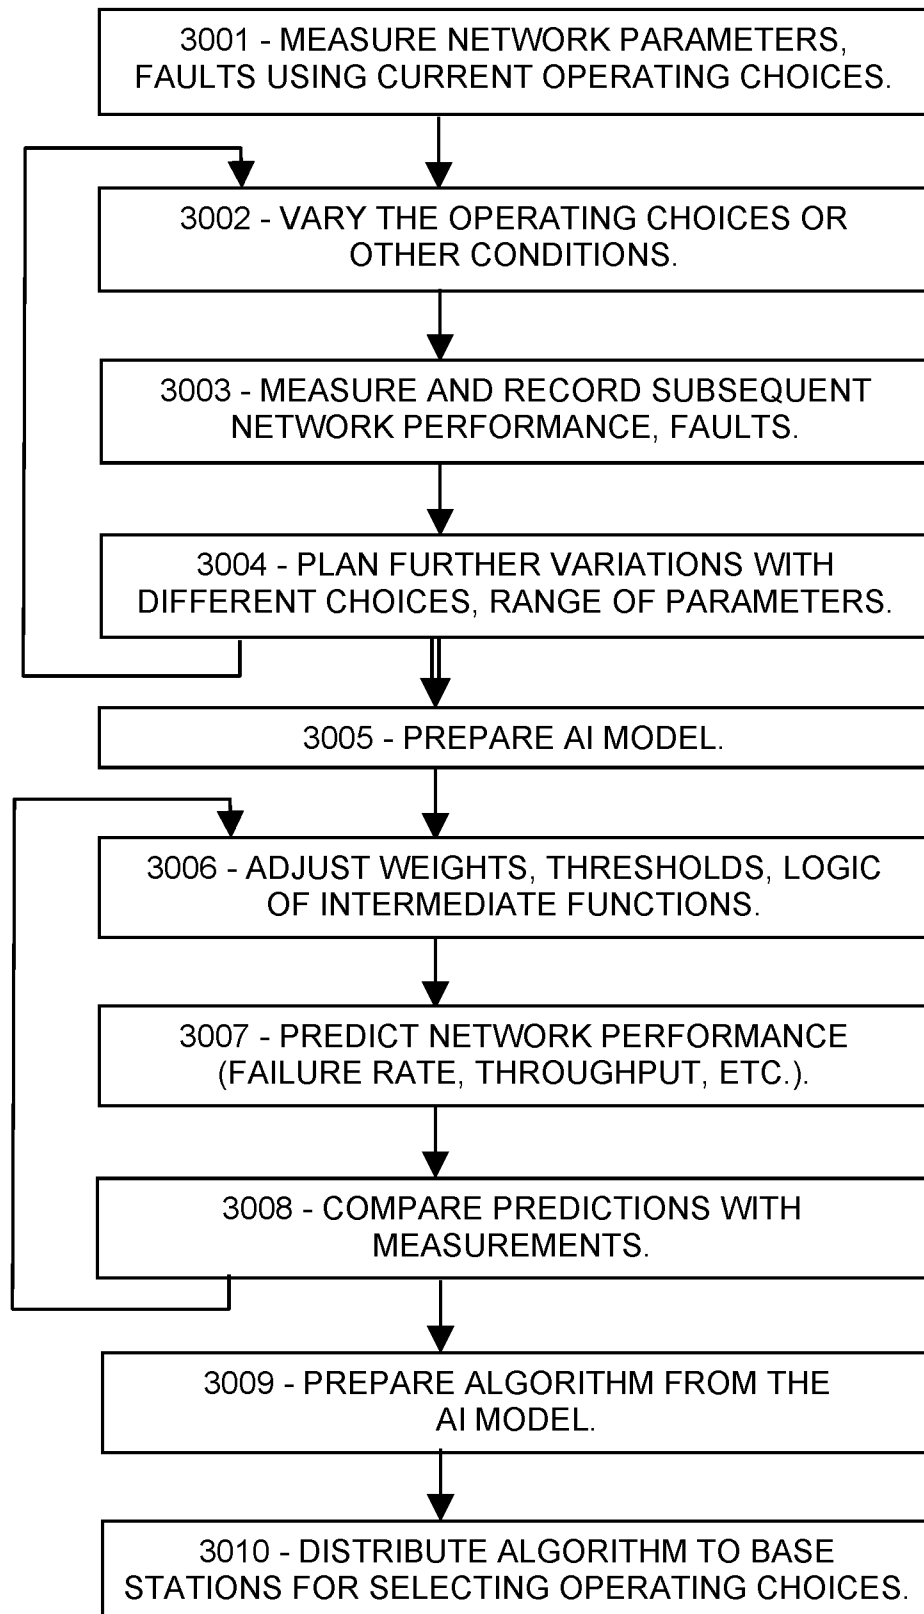 3001 - MEASURE NETWORK PARAMETERS,
FAULTS USING CURRENT OPERATING CHOICES.
3002 - VARY THE OPERATING CHOICES OR
OTHER CONDITIONS.
3003 - MEASURE AND RECORD SUBSEQUENT
NETWORK PERFORMANCE, FAULTS.
3004 - PLAN FURTHER VARIATIONS WITH
DIFFERENT CHOICES, RANGE OF PARAMETERS.
3005 - PREPARE AI MODEL.
3006 - ADJUST WEIGHTS, THRESHOLDS, LOGIC
OF INTERMEDIATE FUNCTIONS.
3007 - PREDICT NETWORK PERFORMANCE
(FAILURE RATE, THROUGHPUT, ETC.).
3008 - COMPARE PREDICTIONS WITH
MEASUREMENTS.
3009 - PREPARE ALGORITHM FROM THE
AI MODEL.
3010 - DISTRIBUTE ALGORITHM TO BASE
STATIONS FOR SELECTING OPERATING CHOICES.